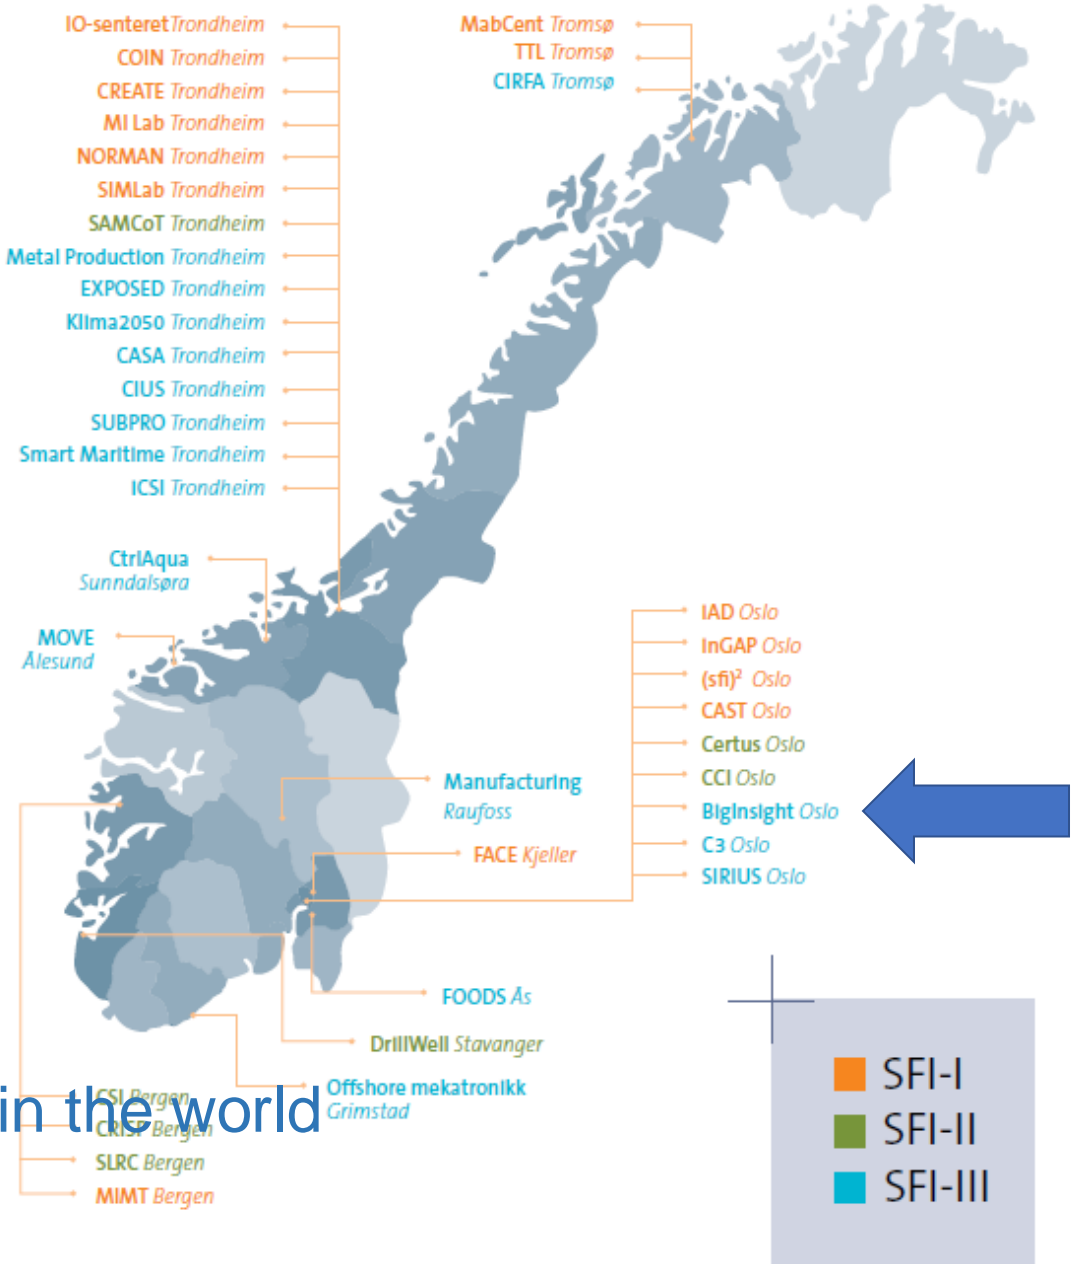 IO-senteret Trondheim
COIN Trondheim
CREATE Trondheim
MI Lab Trondheim
NORMAN Trondheim
SIMLab Trondheim
SAMCoT Trondheim
Metal Production Trondheim
EXPOSED Trondheim
Klima2050 Trondheim
CASA Trondheim
CIUS Trondheim
SUBPRO Trondheim
Smart Maritime Trondheim
ICSI Trondheim
MabCent Tromsø
TTL Tromsø
CIRFA Tromsø
CtrlAqua
Sunndalsøra
MOVE
Ålesund
IAD Oslo
InGAP Oslo
(sfi)² Oslo
CAST Oslo
Certus Oslo
CCI Oslo
BigInsight Oslo
C3 Oslo
SIRIUS Oslo
Manufacturing
Raufoss
FACE Kjeller
FOODS Ås
DrillWell Stavanger
Offshore mekatronikk
Grimstad
CSI Bergen
in the world
CRISP Bergen
SLRC Bergen
MIMT Bergen
SFI-I
SFI-II
SFI-III